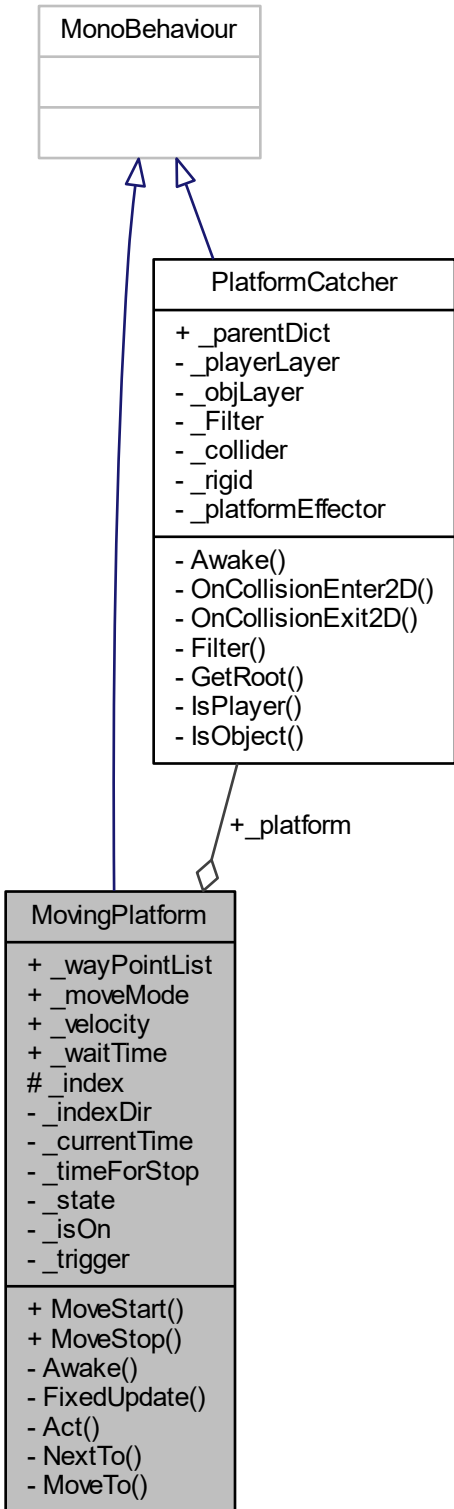 MonoBehaviour
PlatformCatcher
+ _parentDict
- _playerLayer
- _objLayer
- _Filter
- _collider
- _rigid
- _platformEffector
- Awake()
- OnCollisionEnter2D()
- OnCollisionExit2D()
- Filter()
- GetRoot()
- IsPlayer()
- IsObject()
+_platform
MovingPlatform
+ _wayPointList
+ _moveMode
+ _velocity
+ _waitTime
# _index
- _indexDir
- _currentTime
- _timeForStop
- _state
- _isOn
- _trigger
+ MoveStart()
+ MoveStop()
- Awake()
- FixedUpdate()
- Act()
- NextTo()
- MoveTo()